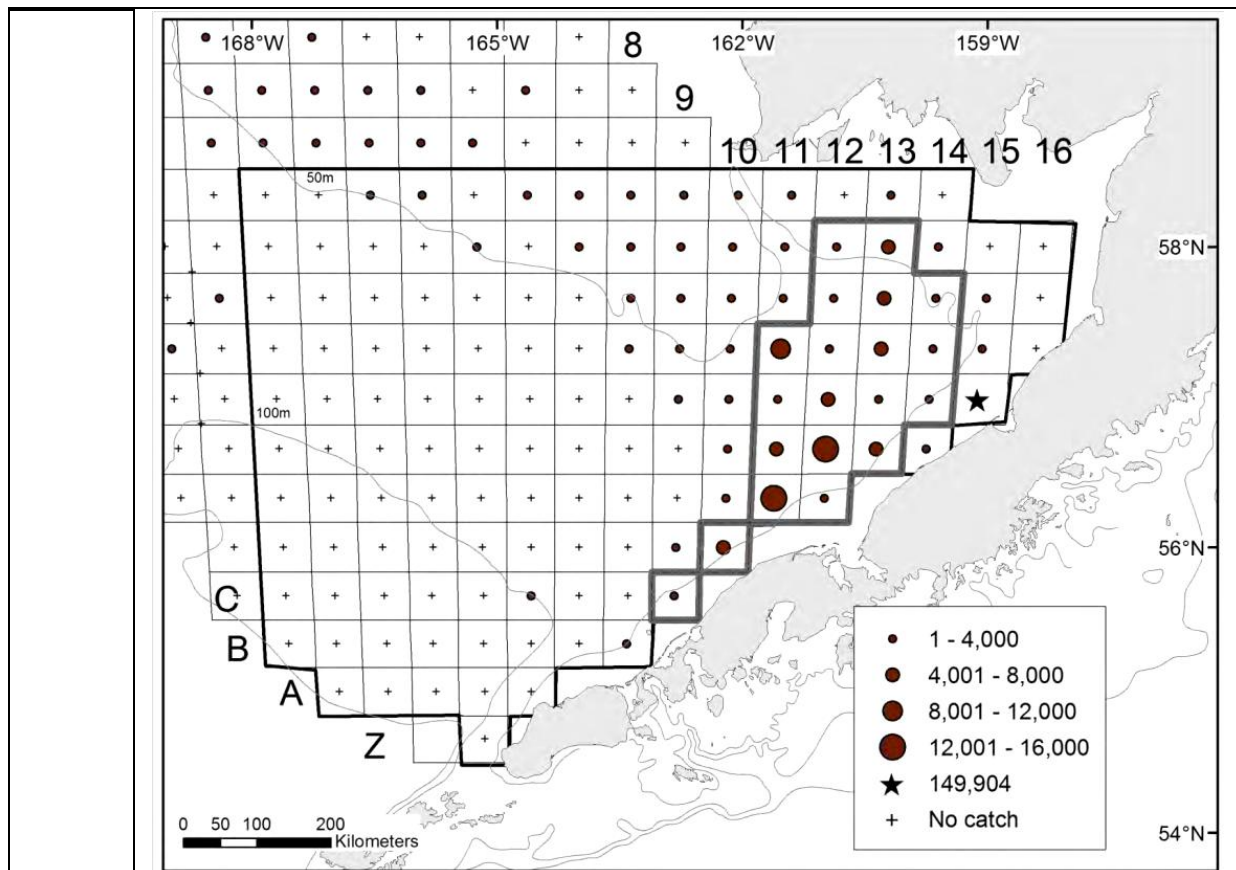 168°W 165°W 162°W 159°W
8
9
10 11 12 13 14 15 16
50m
58°N
100m
56°N
C
B
A
Z
1 - 4,000
4,001 - 8,000
8,001 - 12,000
12,001 - 16,000
149,904
No catch
0 50 100 200
Kilometers
54°N